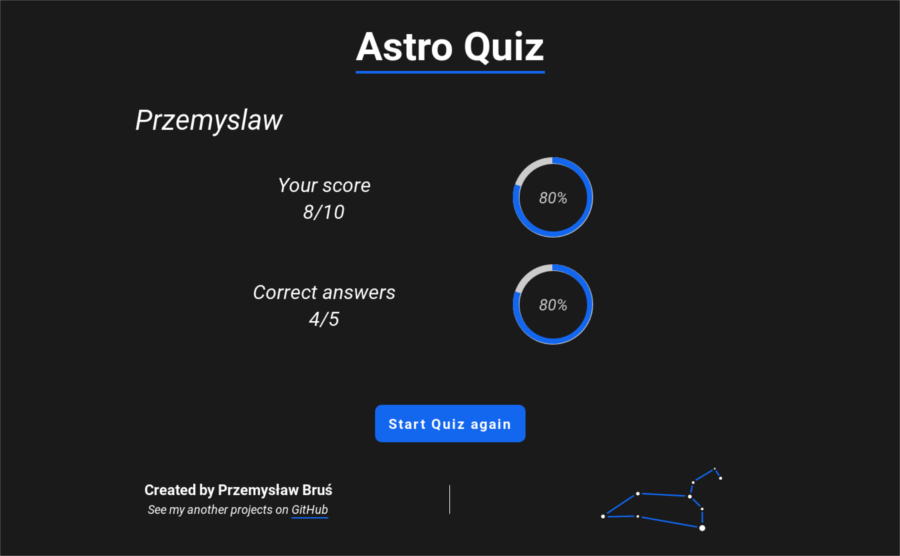 Astro Quiz
Przemyslaw
Your score
8/10
80%
Correct answers
4/5
80%
Start Quiz again
Created by Przemysław Bruś
See my another projects on GitHub